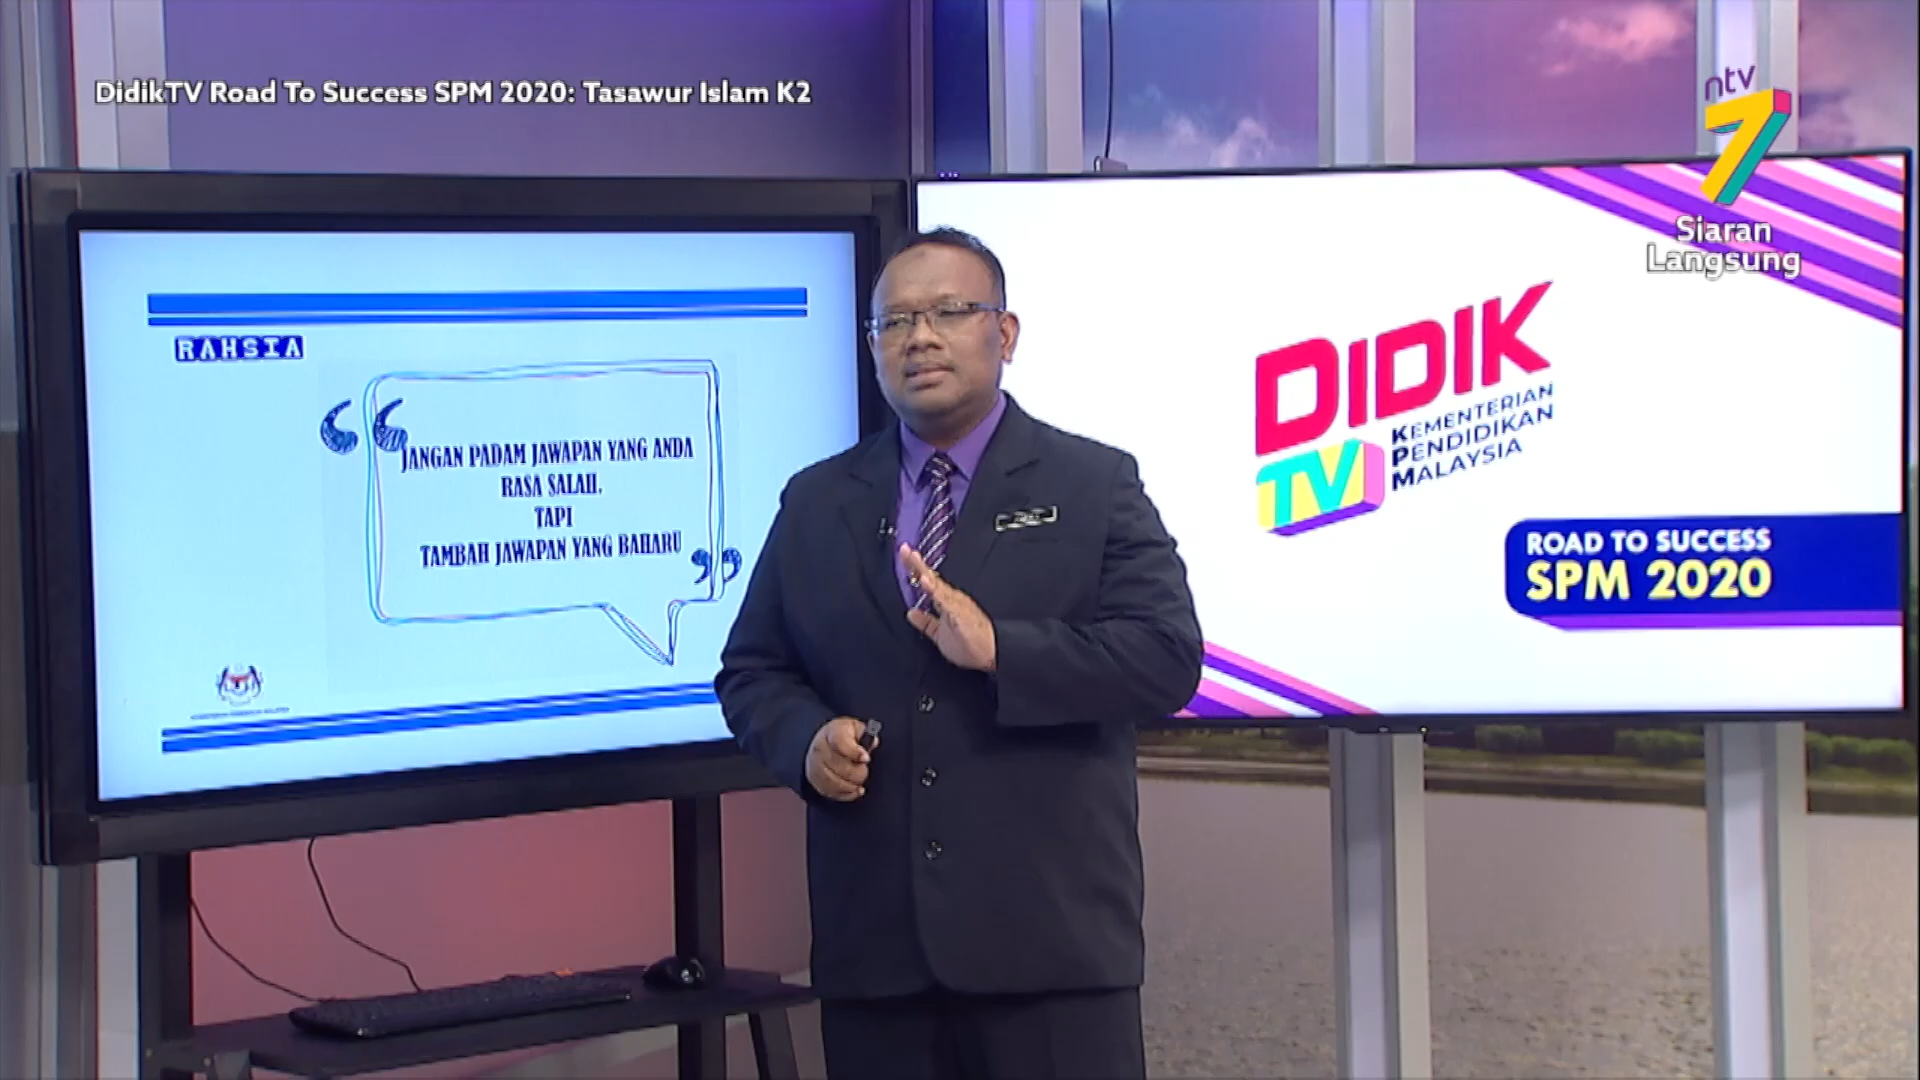 DidikTV Road To Success SPM 2020: Tasawur Islam K2
ntv
7
Siaran
Langsung
RAHSIA
JANGAN PADAM JAWAPAN YANG ANDA
RASA SALAH.
TAPI
TAMBAH JAWAPAN YANG BAHARU
DIDIK
TV
KEMENTERIAN
PENDIDIKAN
MALAYSIA
ROAD TO SUCCESS
SPM 2020